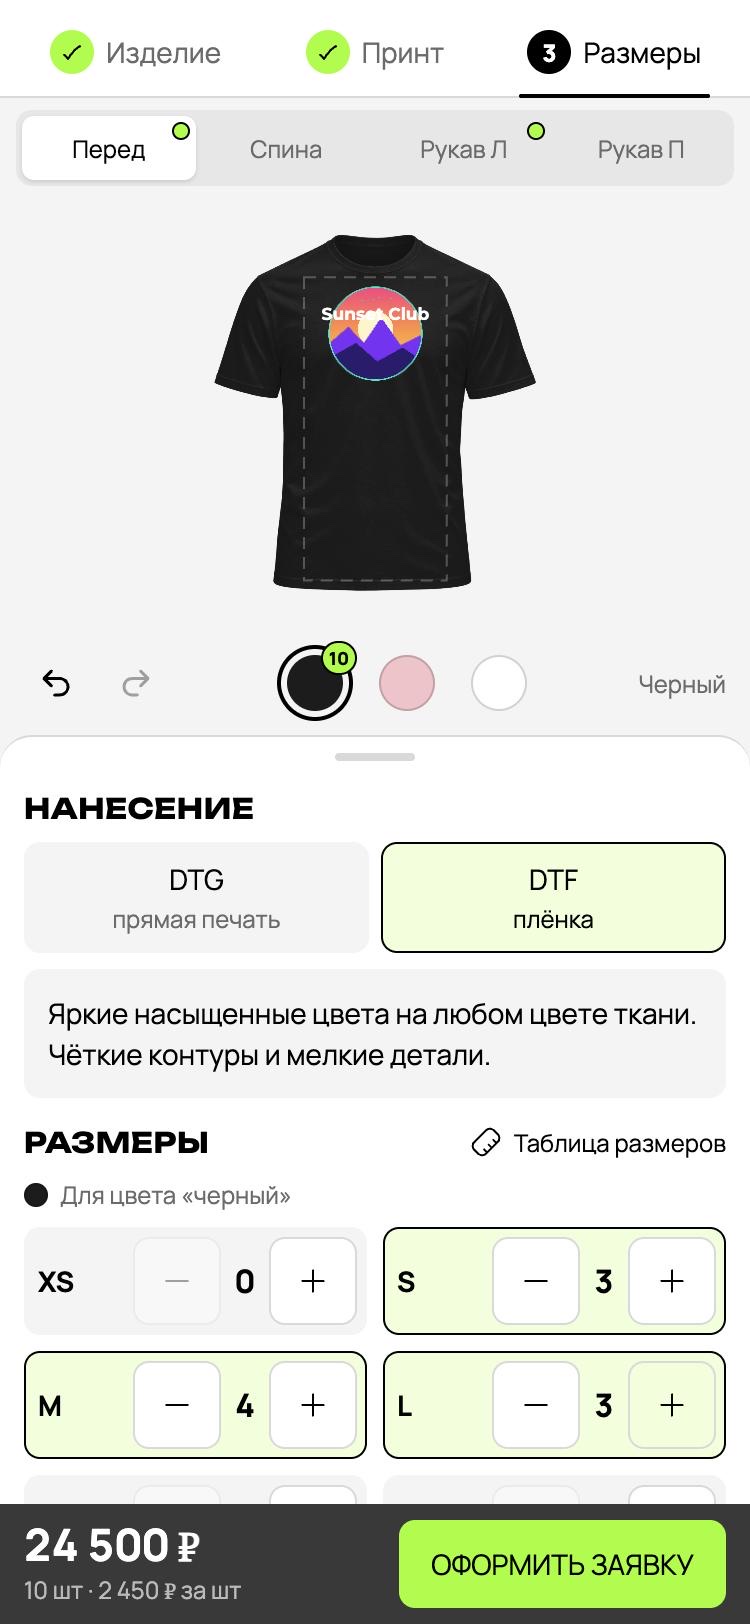 Изделие
Принт
3 Размеры
Перед
Спина
Рукав Л
Рукав П
Sunset Club
10
Черный
НАНЕСЕНИЕ
DTG
прямая печать
DTF
плёнка
Яркие насыщенные цвета на любом цвете ткани.
Чёткие контуры и мелкие детали.
РАЗМЕРЫ
Таблица размеров
Для цвета «черный»
XS − 0 +
S − 3 +
M − 4 +
L − 3 +
24 500 ₽
10 шт · 2 450 ₽ за шт
ОФОРМИТЬ ЗАЯВКУ